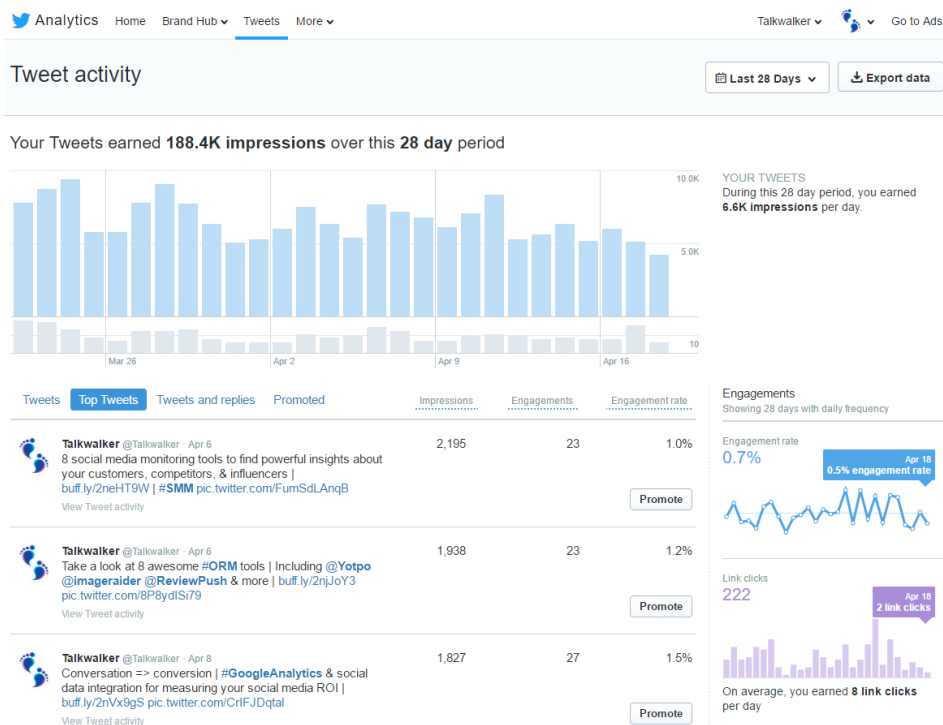 Analytics Home Brand Hub Tweets More Talkwalker Go to Ads
Tweet activity
Last 28 Days Export data
Your Tweets earned 188.4K impressions over this 28 day period
10.0K
5.0K
10
Mar 26 Apr 2 Apr 9 Apr 16
YOUR TWEETS
During this 28 day period, you earned
6.6K impressions per day.
Tweets Top Tweets Tweets and replies Promoted Impressions Engagements Engagement rate
Talkwalker @Talkwalker · Apr 6 2,195 23 1.0%
8 social media monitoring tools to find powerful insights about
your customers, competitors, & influencers |
buff.ly/2neHT9W | #SMM pic.twitter.com/FumSdLAnqB
View Tweet activity
Promote
Talkwalker @Talkwalker · Apr 6 1,938 23 1.2%
Take a look at 8 awesome #ORM tools | Including @Yotpo
@imageraider @ReviewPush & more | buff.ly/2njJoY3
pic.twitter.com/8P8ydISi79
View Tweet activity
Promote
Talkwalker @Talkwalker · Apr 8 1,827 27 1.5%
Conversation => conversion | #GoogleAnalytics & social
data integration for measuring your social media ROI |
buff.ly/2nVx9gS pic.twitter.com/CrIFJDqtal
View Tweet activity
Promote
Engagements
Showing 28 days with daily frequency
Engagement rate
0.7%
Apr 18
0.5% engagement rate
Link clicks
222
Apr 18
2 link clicks
On average, you earned 8 link clicks
per day